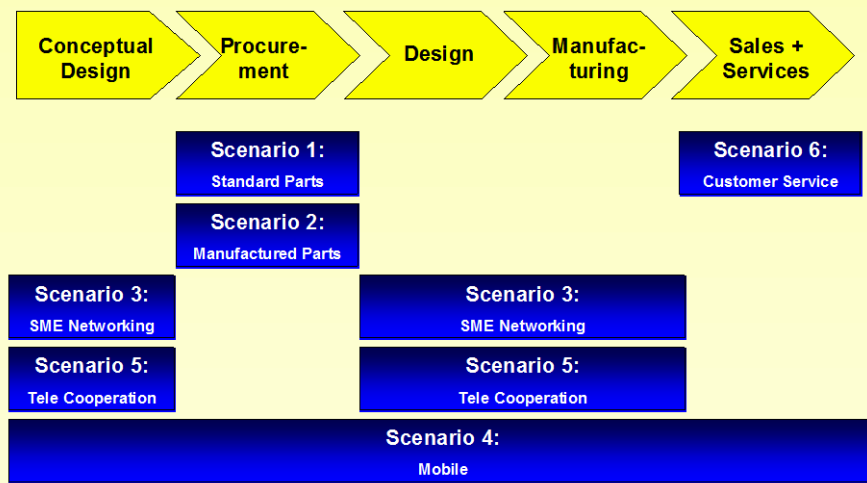 Conceptual
Design
Procure-
ment
Design
Manufac-
turing
Sales +
Services
Scenario 1:
Standard Parts
Scenario 6:
Customer Service
Scenario 2:
Manufactured Parts
Scenario 3:
SME Networking
Scenario 3:
SME Networking
Scenario 5:
Tele Cooperation
Scenario 5:
Tele Cooperation
Scenario 4:
Mobile